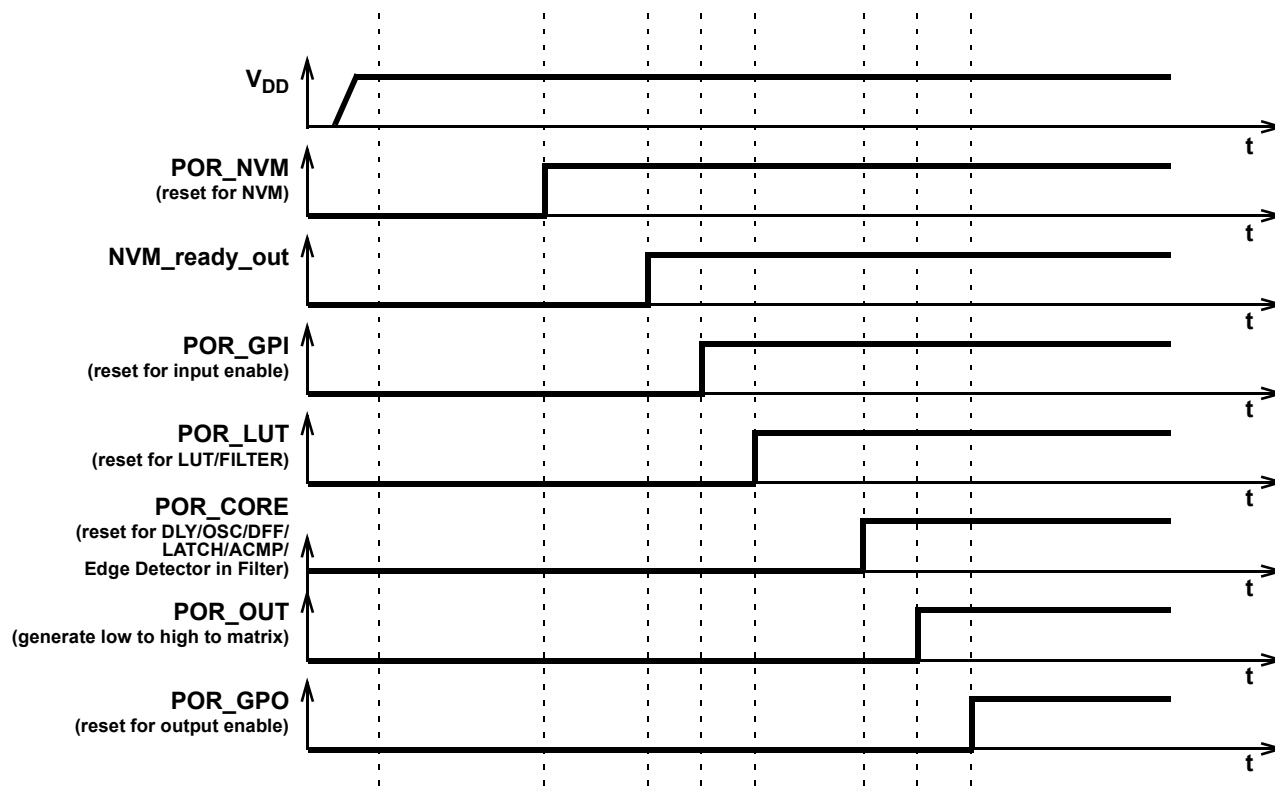 VDD
t
POR_NVM
(reset for NVM)
t
NVM_ready_out
t
POR_GPI
(reset for input enable)
t
POR_LUT
(reset for LUT/FILTER)
t
POR_CORE
(reset for DLY/OSC/DFF/
LATCH/ACMP/
Edge Detector in Filter)
t
POR_OUT
(generate low to high to matrix)
t
POR_GPO
(reset for output enable)
t